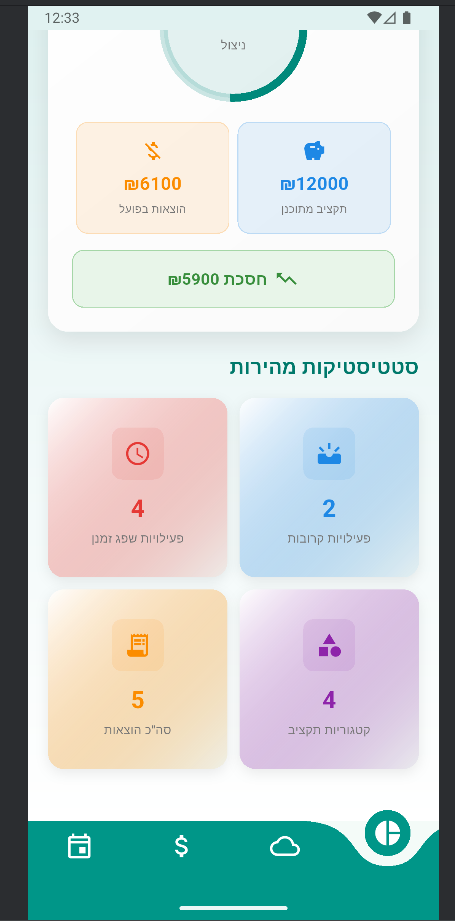 12:33
ניצול
₪12000
תקציב מתוכנן
₪6100
הוצאות בפועל
חסכת ₪5900
סטטיסטיקות מהירות
2
פעילויות קרובות
4
פעילויות שפג זמנן
4
קטגוריות תקציב
5
סה"כ הוצאות